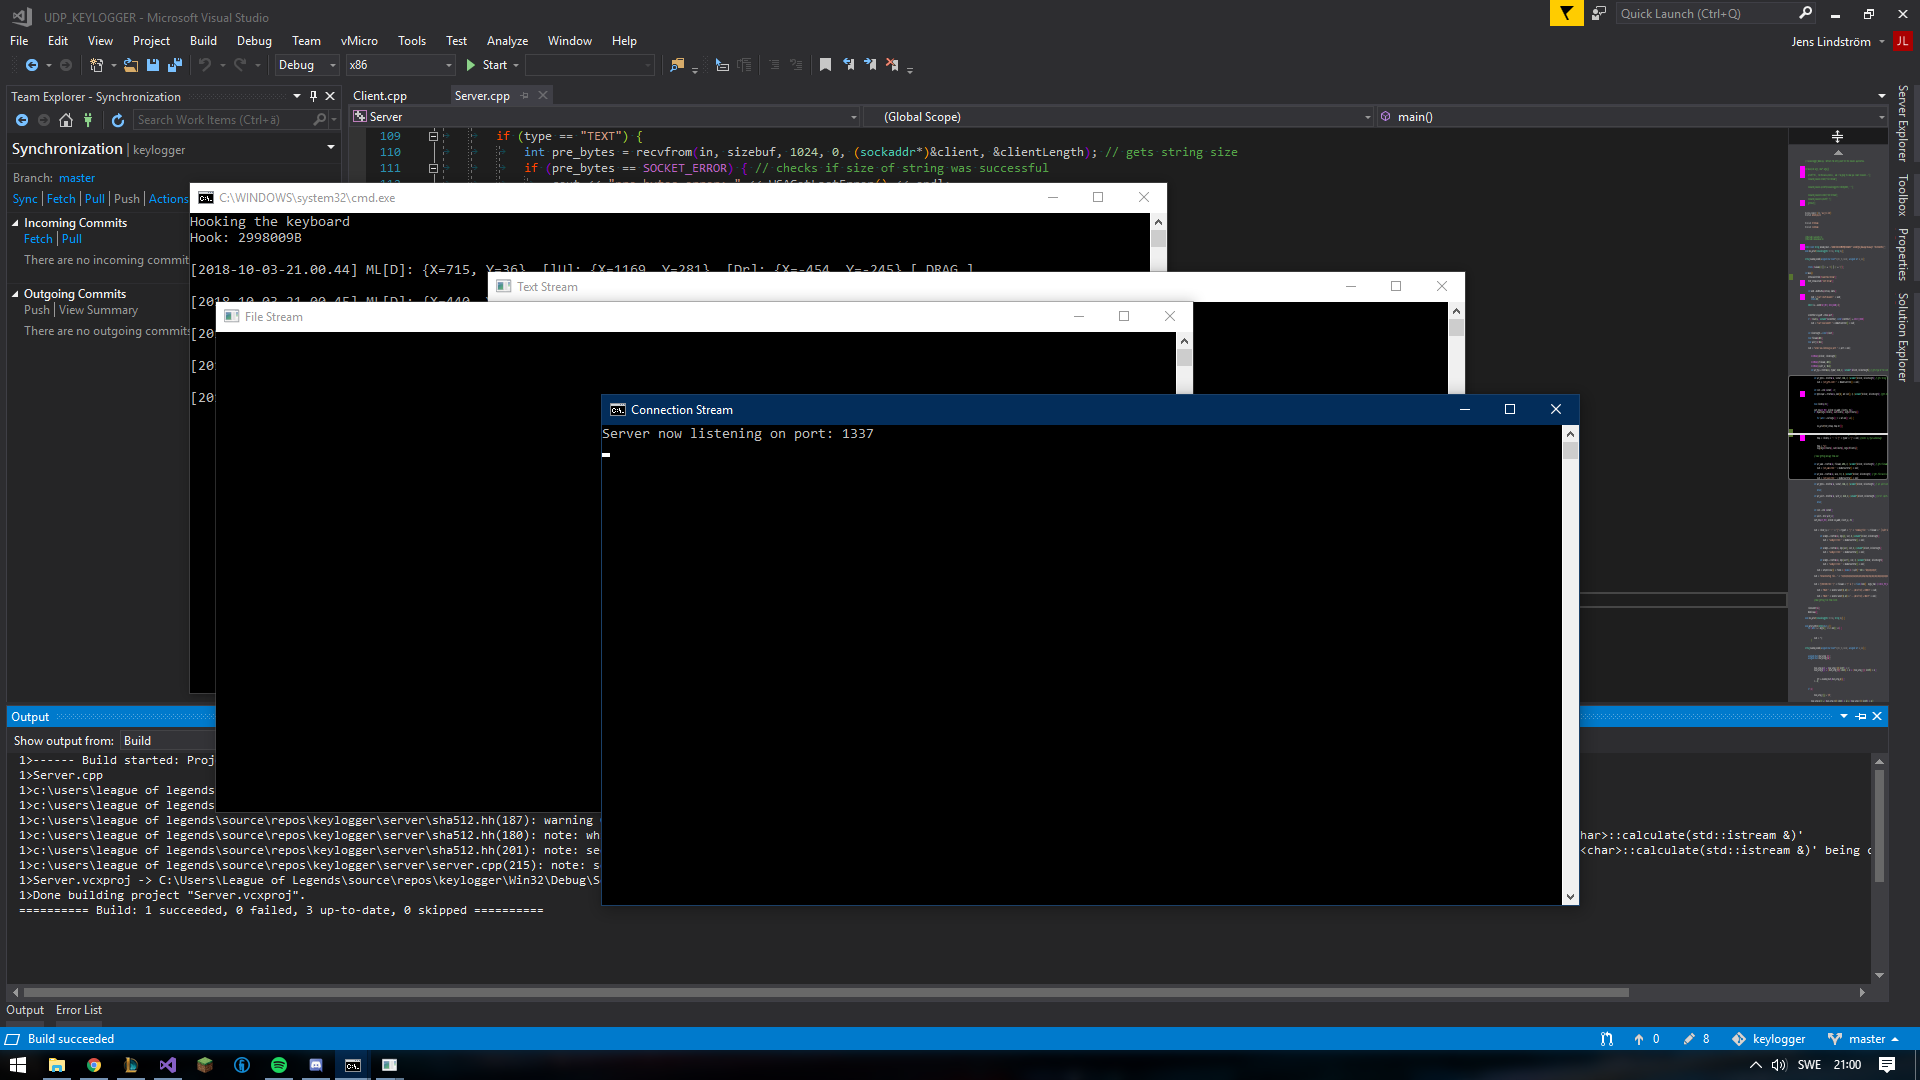 UDP_KEYLOGGER - Microsoft Visual Studio
Quick Launch (Ctrl+Q)
File Edit View Project Build Debug Team vMicro Tools Test Analyze Window Help
Jens Lindström JL
Debug x86 Start
Team Explorer - Synchronization
Search Work Items (Ctrl+ä)
Synchronization | keylogger
Branch: master
Sync | Fetch | Pull | Push | Actions
Incoming Commits
Fetch | Pull
There are no incoming commits
Outgoing Commits
Push | View Summary
There are no outgoing commits
Client.cpp Server.cpp
Server (Global Scope) main()
109 if (type == "TEXT") {
110 int pre_bytes = recvfrom(in, sizebuf, 1024, 0, (sockaddr*)&client, &clientLength); // gets string size
111 if (pre_bytes == SOCKET_ERROR) { // checks if size of string was successful
C:\WINDOWS\system32\cmd.exe
Hooking the keyboard
Hook: 2998009B
[2018-10-03-21.00.44] ML[D]: {X=715, Y=36}, []U]: {X=1169, Y=281}, [Dr]: {X=-454, Y=-245} [ DRAG ]
[2018-10-03-21.00.45] ML[D]: {X=440,
[20
[20
[20
Text Stream
File Stream
Connection Stream
Server now listening on port: 1337
Server Explorer
Toolbox
Properties
Solution Explorer
Output
Show output from: Build
1>------ Build started: Proj
1>Server.cpp
1>c:\users\league of legends
1>c:\users\league of legends
1>c:\users\league of legends\source\repos\keylogger\server\sha512.hh(187): warning
1>c:\users\league of legends\source\repos\keylogger\server\sha512.hh(180): note: wh har>::calculate(std::istream &)'
1>c:\users\league of legends\source\repos\keylogger\server\sha512.hh(201): note: se <char>::calculate(std::istream &)' being c
1>c:\users\league of legends\source\repos\keylogger\server\server.cpp(215): note: s
1>Server.vcxproj -> C:\Users\League of Legends\source\repos\keylogger\Win32\Debug\S
1>Done building project "Server.vcxproj".
========== Build: 1 succeeded, 0 failed, 3 up-to-date, 0 skipped ==========
Output Error List
Build succeeded
0 8 keylogger master
SWE 21:00